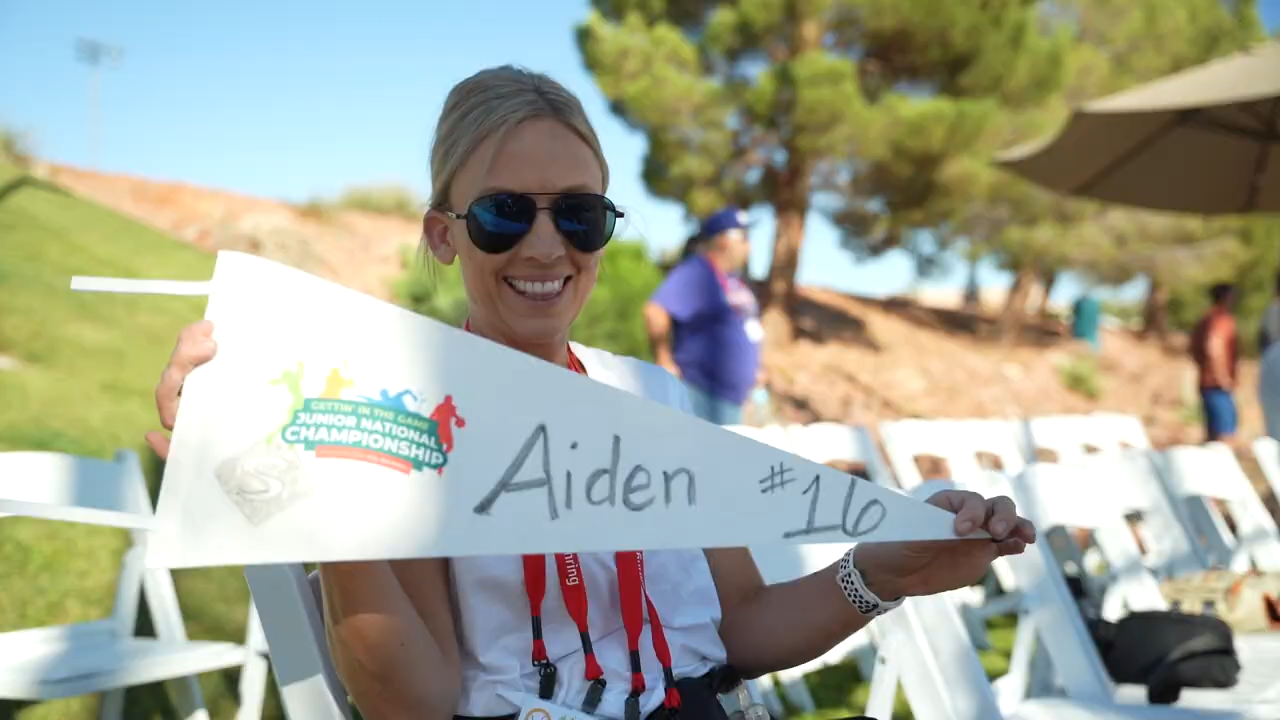 GETTIN' IN THE GAME
JUNIOR NATIONAL
CHAMPIONSHIP
Aiden #16